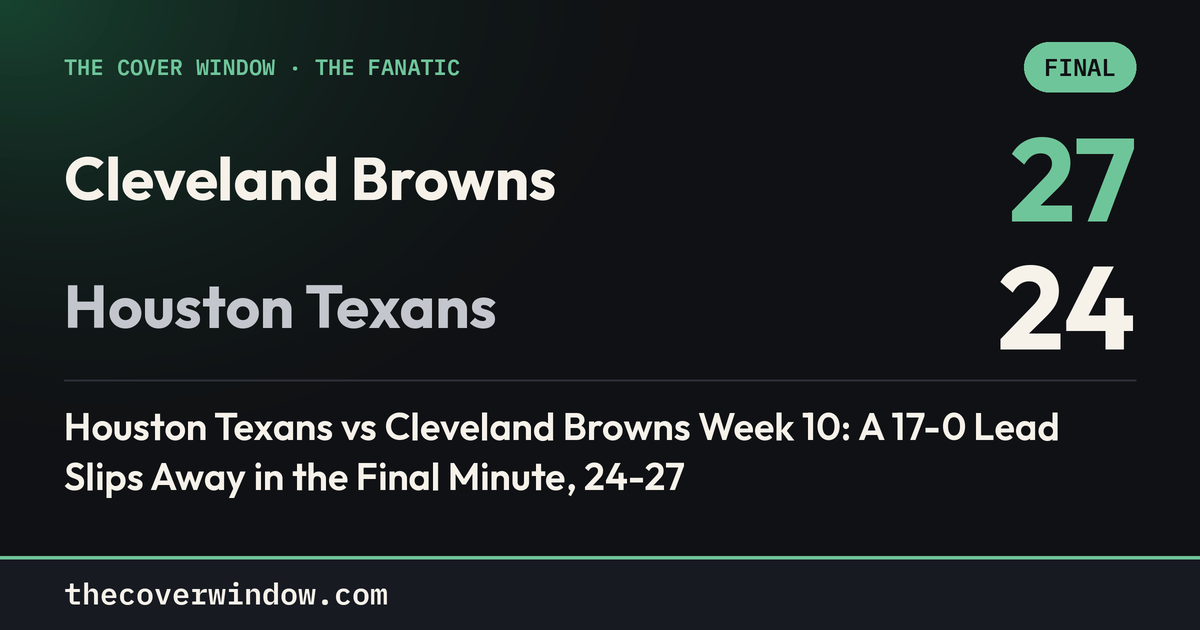 THE COVER WINDOW · THE FANATIC
FINAL
Cleveland Browns 27
Houston Texans 24
Houston Texans vs Cleveland Browns Week 10: A 17-0 Lead
Slips Away in the Final Minute, 24-27
thecoverwindow.com